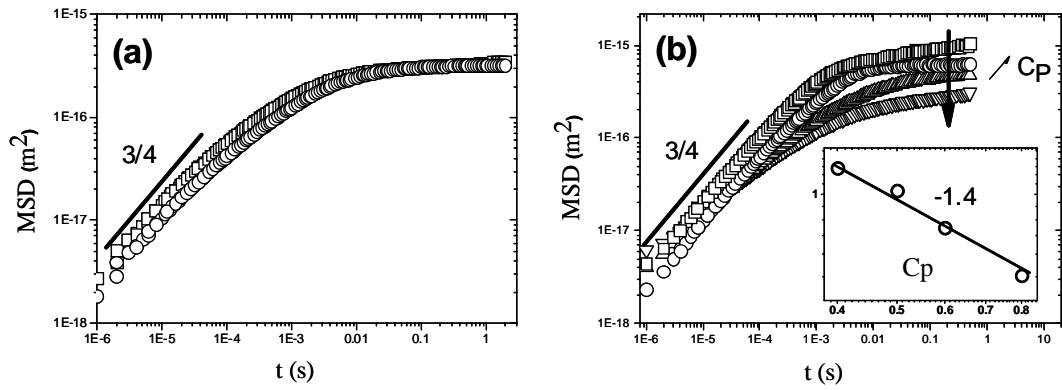 (a)
3/4
MSD (m²)
1E-15
1E-16
1E-17
1E-18
1E-6 1E-5 1E-4 1E-3 0.01 0.1 1
t (s)
(b)
CP
3/4
MSD (m²)
1E-15
1E-16
1E-17
1E-18
1E-6 1E-5 1E-4 1E-3 0.01 0.1 1 10
t (s)
1
-1.4
Cp
0.4 0.5 0.6 0.7 0.8